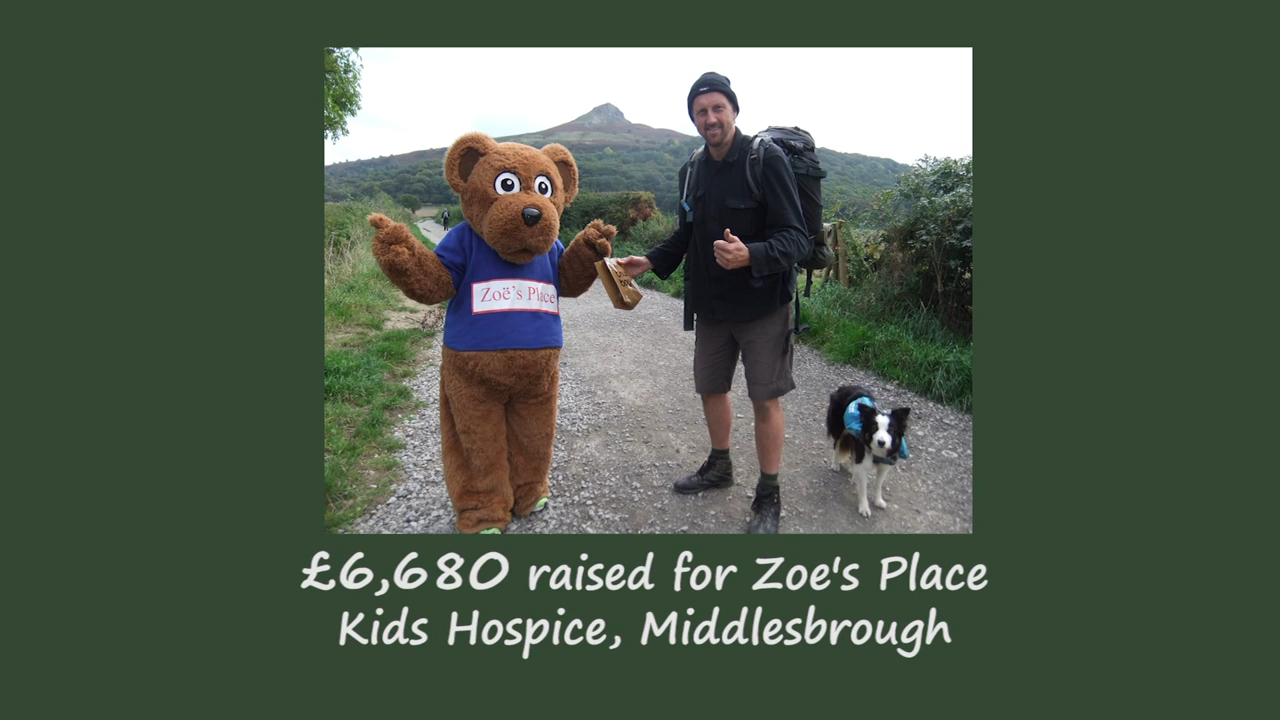 Zoë's Place
£6,680 raised for Zoe's Place
Kids Hospice, Middlesbrough